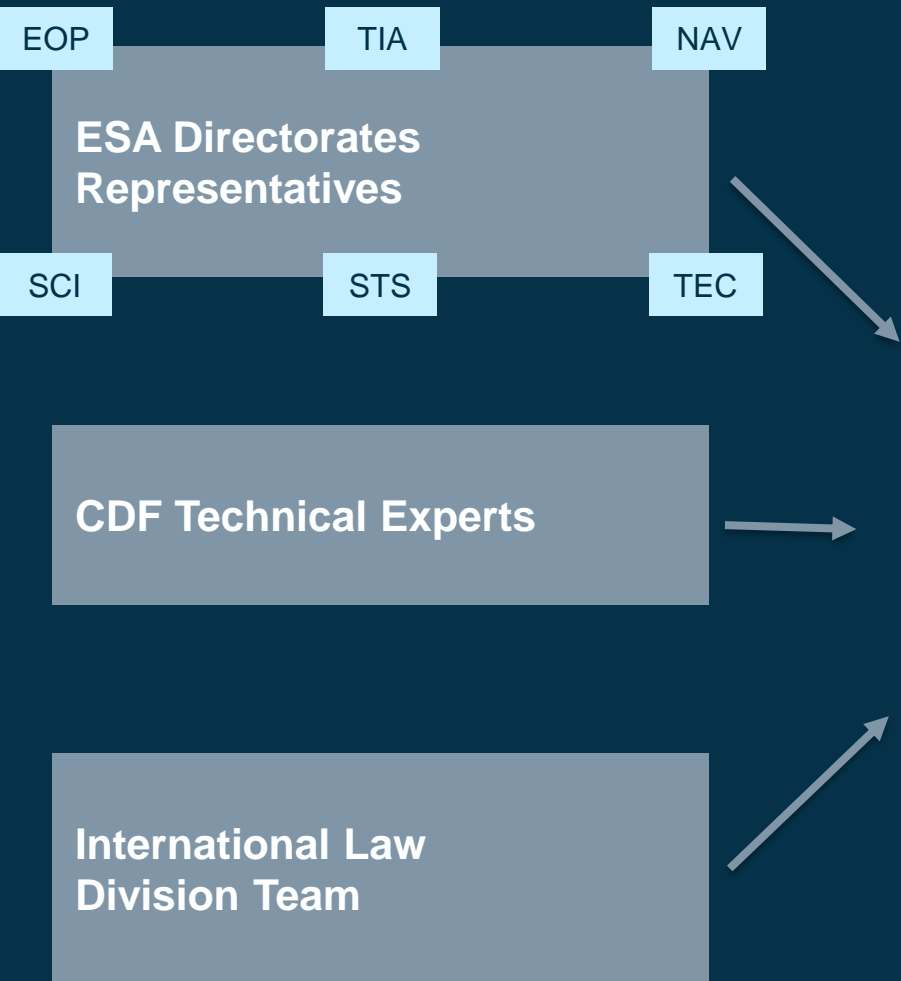 EOP
TIA
NAV
ESA Directorates
Representatives
SCI
STS
TEC
CDF Technical Experts
International Law
Division Team